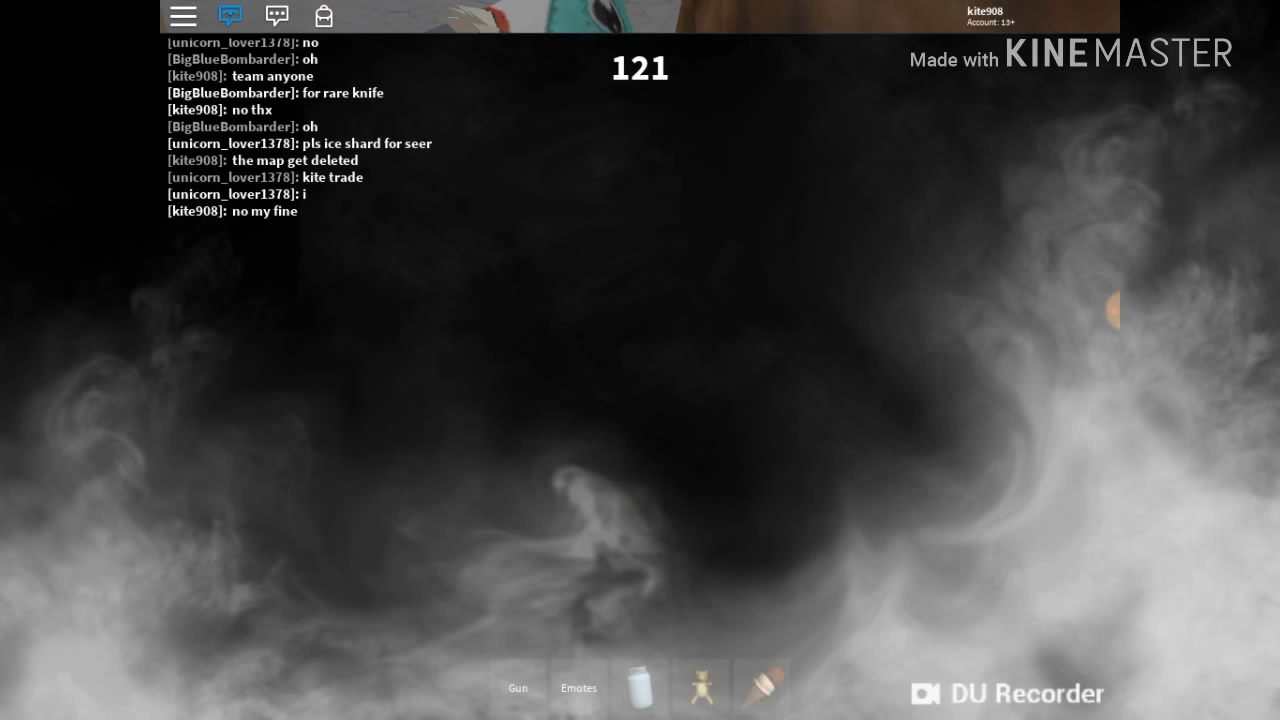 kite908
Account: 13+
Made with KINEMASTER
[unicorn_lover1378]: no
[BigBlueBombarder]: oh
[kite908]: team anyone
[BigBlueBombarder]: for rare knife
[kite908]: no thx
[BigBlueBombarder]: oh
[unicorn_lover1378]: pls ice shard for seer
[kite908]: the map get deleted
[unicorn_lover1378]: kite trade
[unicorn_lover1378]: i
[kite908]: no my fine
121
Gun
Emotes
DU Recorder